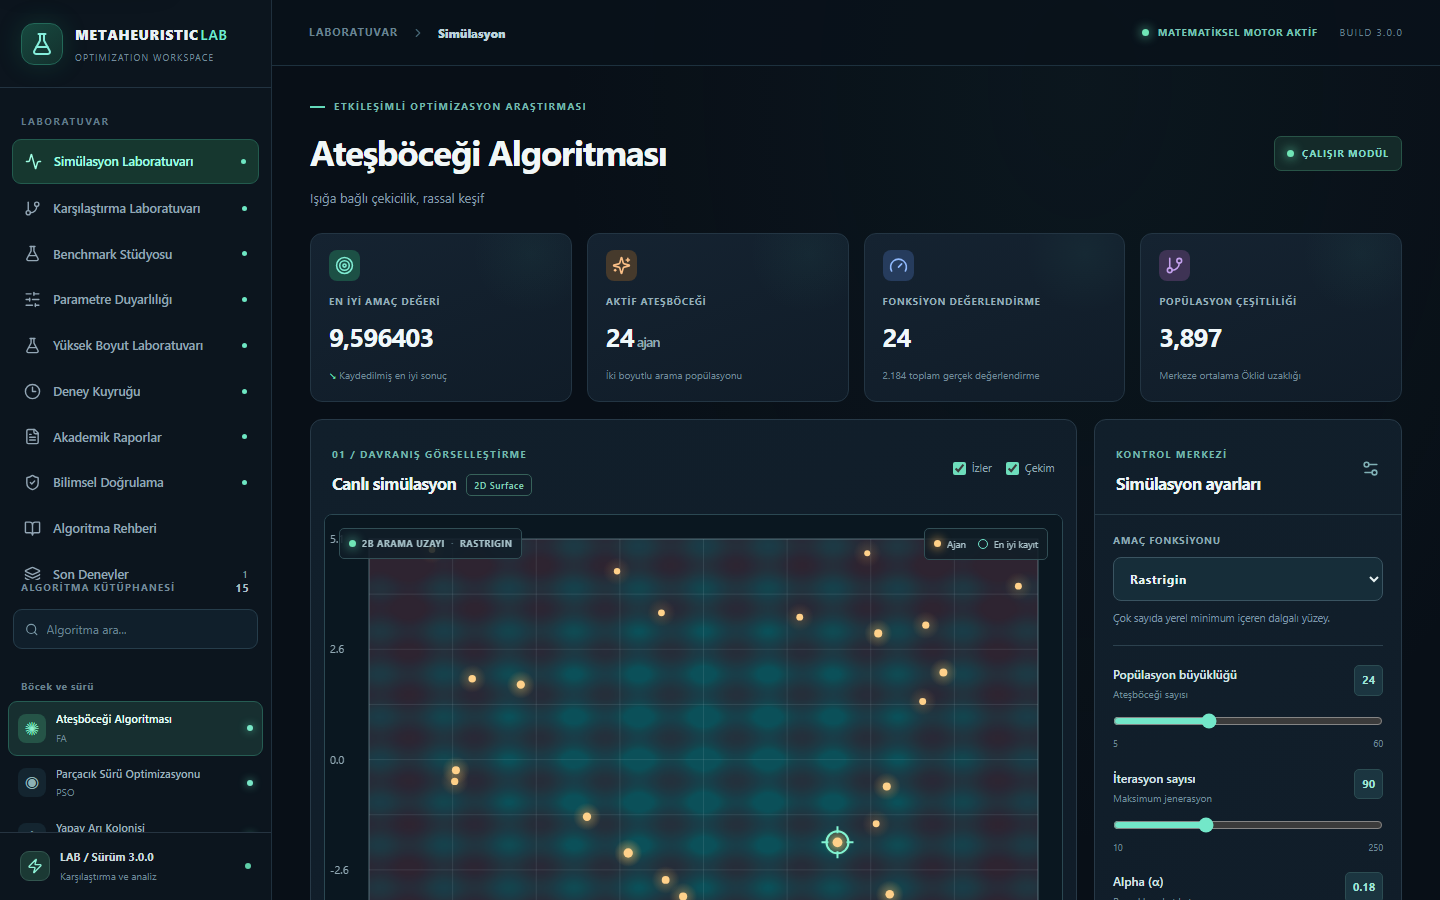 METAHEURISTICLAB
OPTIMIZATION WORKSPACE
LABORATUVAR
Simülasyon Laboratuvarı
Karşılaştırma Laboratuvarı
Benchmark Stüdyosu
Parametre Duyarlılığı
Yüksek Boyut Laboratuvarı
Deney Kuyruğu
Akademik Raporlar
Bilimsel Doğrulama
Algoritma Rehberi
Son Deneyler 1
ALGORİTMA KÜTÜPHANESİ 15
Algoritma ara...
Böcek ve sürü
Ateşböceği Algoritması
FA
Parçacık Sürü Optimizasyonu
PSO
Yapay Arı Kolonisi
LAB / Sürüm 3.0.0
Karşılaştırma ve analiz
LABORATUVAR > Simülasyon
MATEMATİKSEL MOTOR AKTİF BUILD 3.0.0
ETKİLEŞİMLİ OPTİMİZASYON ARAŞTIRMASI
Ateşböceği Algoritması
ÇALIŞIR MODÜL
Işığa bağlı çekicilik, rassal keşif
EN İYİ AMAÇ DEĞERİ
9,596403
↘ Kaydedilmiş en iyi sonuç
AKTİF ATEŞBÖCEĞİ
24 ajan
İki boyutlu arama popülasyonu
FONKSİYON DEĞERLENDİRME
24
2.184 toplam gerçek değerlendirme
POPÜLASYON ÇEŞİTLİLİĞİ
3,897
Merkeze ortalama Öklid uzaklığı
01 / DAVRANIŞ GÖRSELLEŞTİRME
Canlı simülasyon 2D Surface
İzler Çekim
5.
2B ARAMA UZAYI · RASTRIGIN
Ajan En iyi kayıt
2.6
0.0
-2.6
KONTROL MERKEZİ
Simülasyon ayarları
AMAÇ FONKSİYONU
Rastrigin
Çok sayıda yerel minimum içeren dalgalı yüzey.
Popülasyon büyüklüğü 24
Ateşböceği sayısı
5 60
İterasyon sayısı 90
Maksimum jenerasyon
10 250
Alpha (α) 0.18